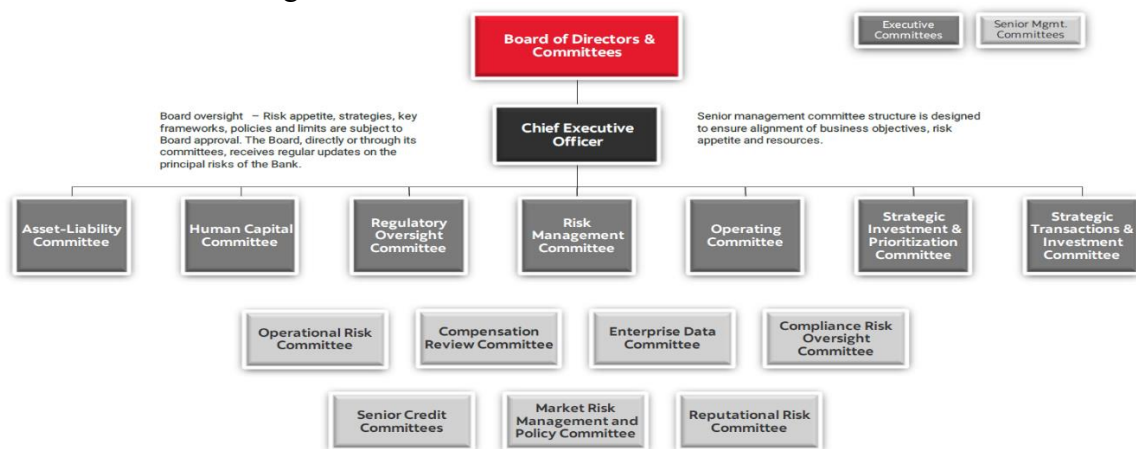 Board of Directors &
Committees
Executive
Committees
Senior Mgmt.
Committees
Board oversight – Risk appetite, strategies, key
frameworks, policies and limits are subject to
Board approval. The Board, directly or through its
committees, receives regular updates on the
principal risks of the Bank.
Chief Executive
Officer
Senior management committee structure is designed
to ensure alignment of business objectives, risk
appetite and resources.
Asset-Liability
Committee
Human Capital
Committee
Regulatory
Oversight
Committee
Risk
Management
Committee
Operating
Committee
Strategic
Investment &
Prioritization
Committee
Strategic
Transactions &
Investment
Committee
Operational Risk
Committee
Compensation
Review Committee
Enterprise Data
Committee
Compliance Risk
Oversight
Committee
Senior Credit
Committees
Market Risk
Management and
Policy Committee
Reputational Risk
Committee